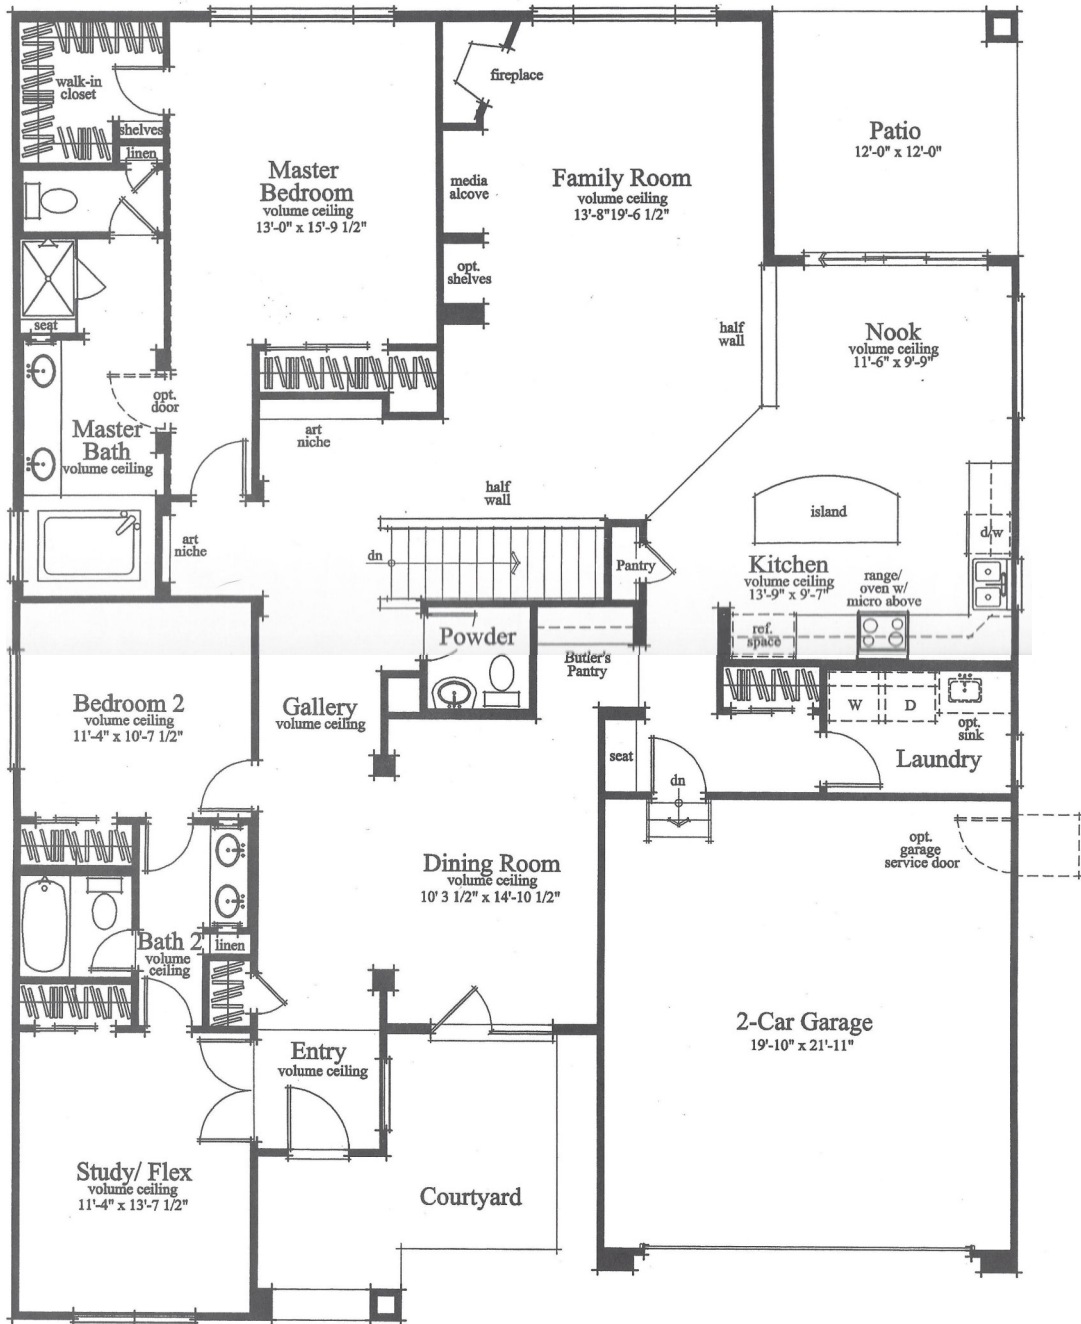 walk-in
closet
shelves
linen
Master
Bedroom
volume ceiling
13'-0" x 15'-9 1/2"
fireplace
media
alcove
opt.
shelves
Family Room
volume ceiling
13'-8"19'-6 1/2"
Patio
12'-0" x 12'-0"
half
wall
Nook
volume ceiling
11'-6" x 9'-9"
seat
opt.
door
Master
Bath
volume ceiling
art
niche
art
niche
half
wall
dn
Pantry
island
d/w
Kitchen
volume ceiling
13'-9" x 9'-7"
range/
oven w/
micro above
ref.
space
Powder
Butler's
Pantry
Bedroom 2
volume ceiling
11'-4" x 10'-7 1/2"
Gallery
volume ceiling
W
D
opt.
sink
Laundry
seat
dn
opt.
garage
service door
Dining Room
volume ceiling
10' 3 1/2" x 14'-10 1/2"
Bath 2
volume
ceiling
linen
2-Car Garage
19'-10" x 21'-11"
Entry
volume ceiling
Study/ Flex
volume ceiling
11'-4" x 13'-7 1/2"
Courtyard